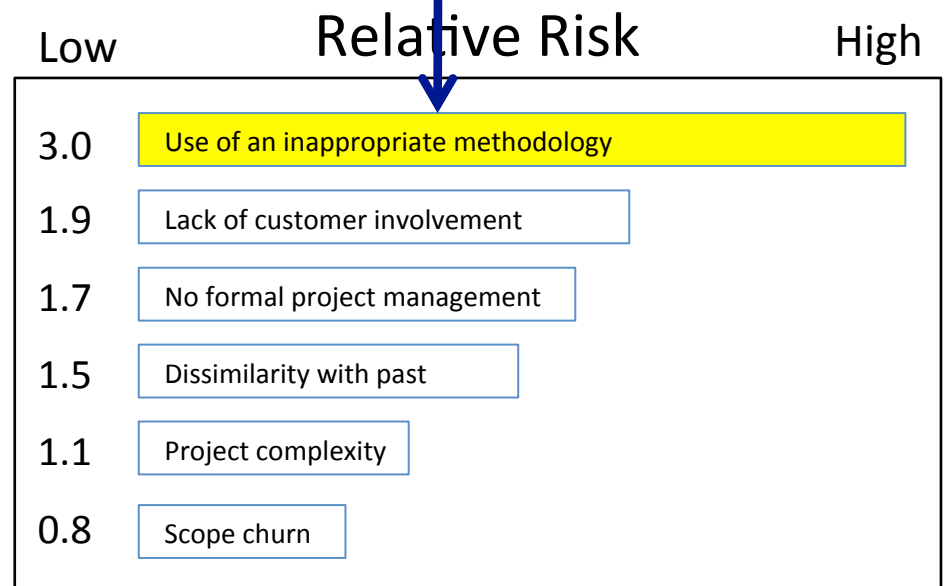 Low Relative Risk High
3.0 Use of an inappropriate methodology
1.9 Lack of customer involvement
1.7 No formal project management
1.5 Dissimilarity with past
1.1 Project complexity
0.8 Scope churn